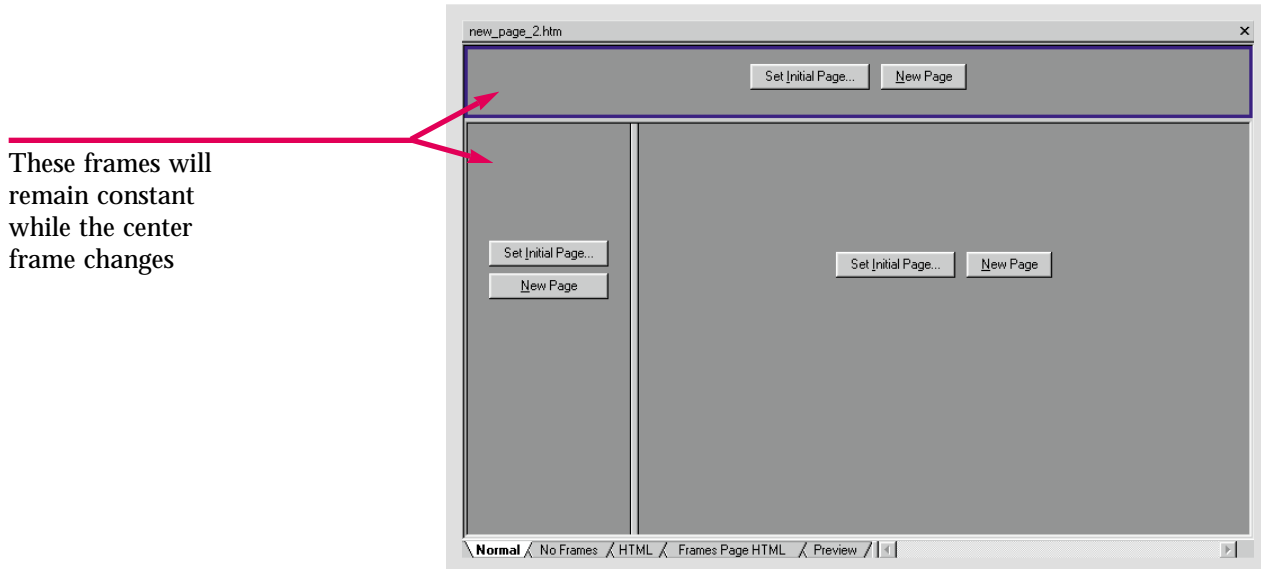 new_page_2.htm
Set Initial Page... New Page
These frames will
remain constant
while the center
frame changes
Set Initial Page...
New Page
Set Initial Page... New Page
Normal No Frames HTML Frames Page HTML Preview